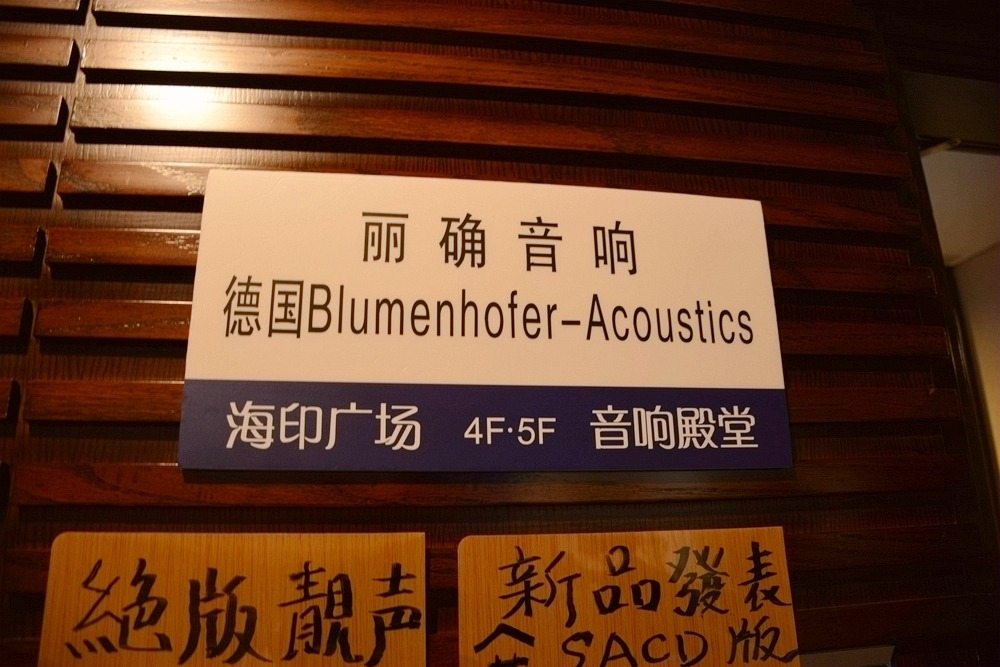 丽确音响
德国Blumenhofer-Acoustics
海印广场 4F·5F 音响殿堂
絕版靚声
新品發表
SACD版